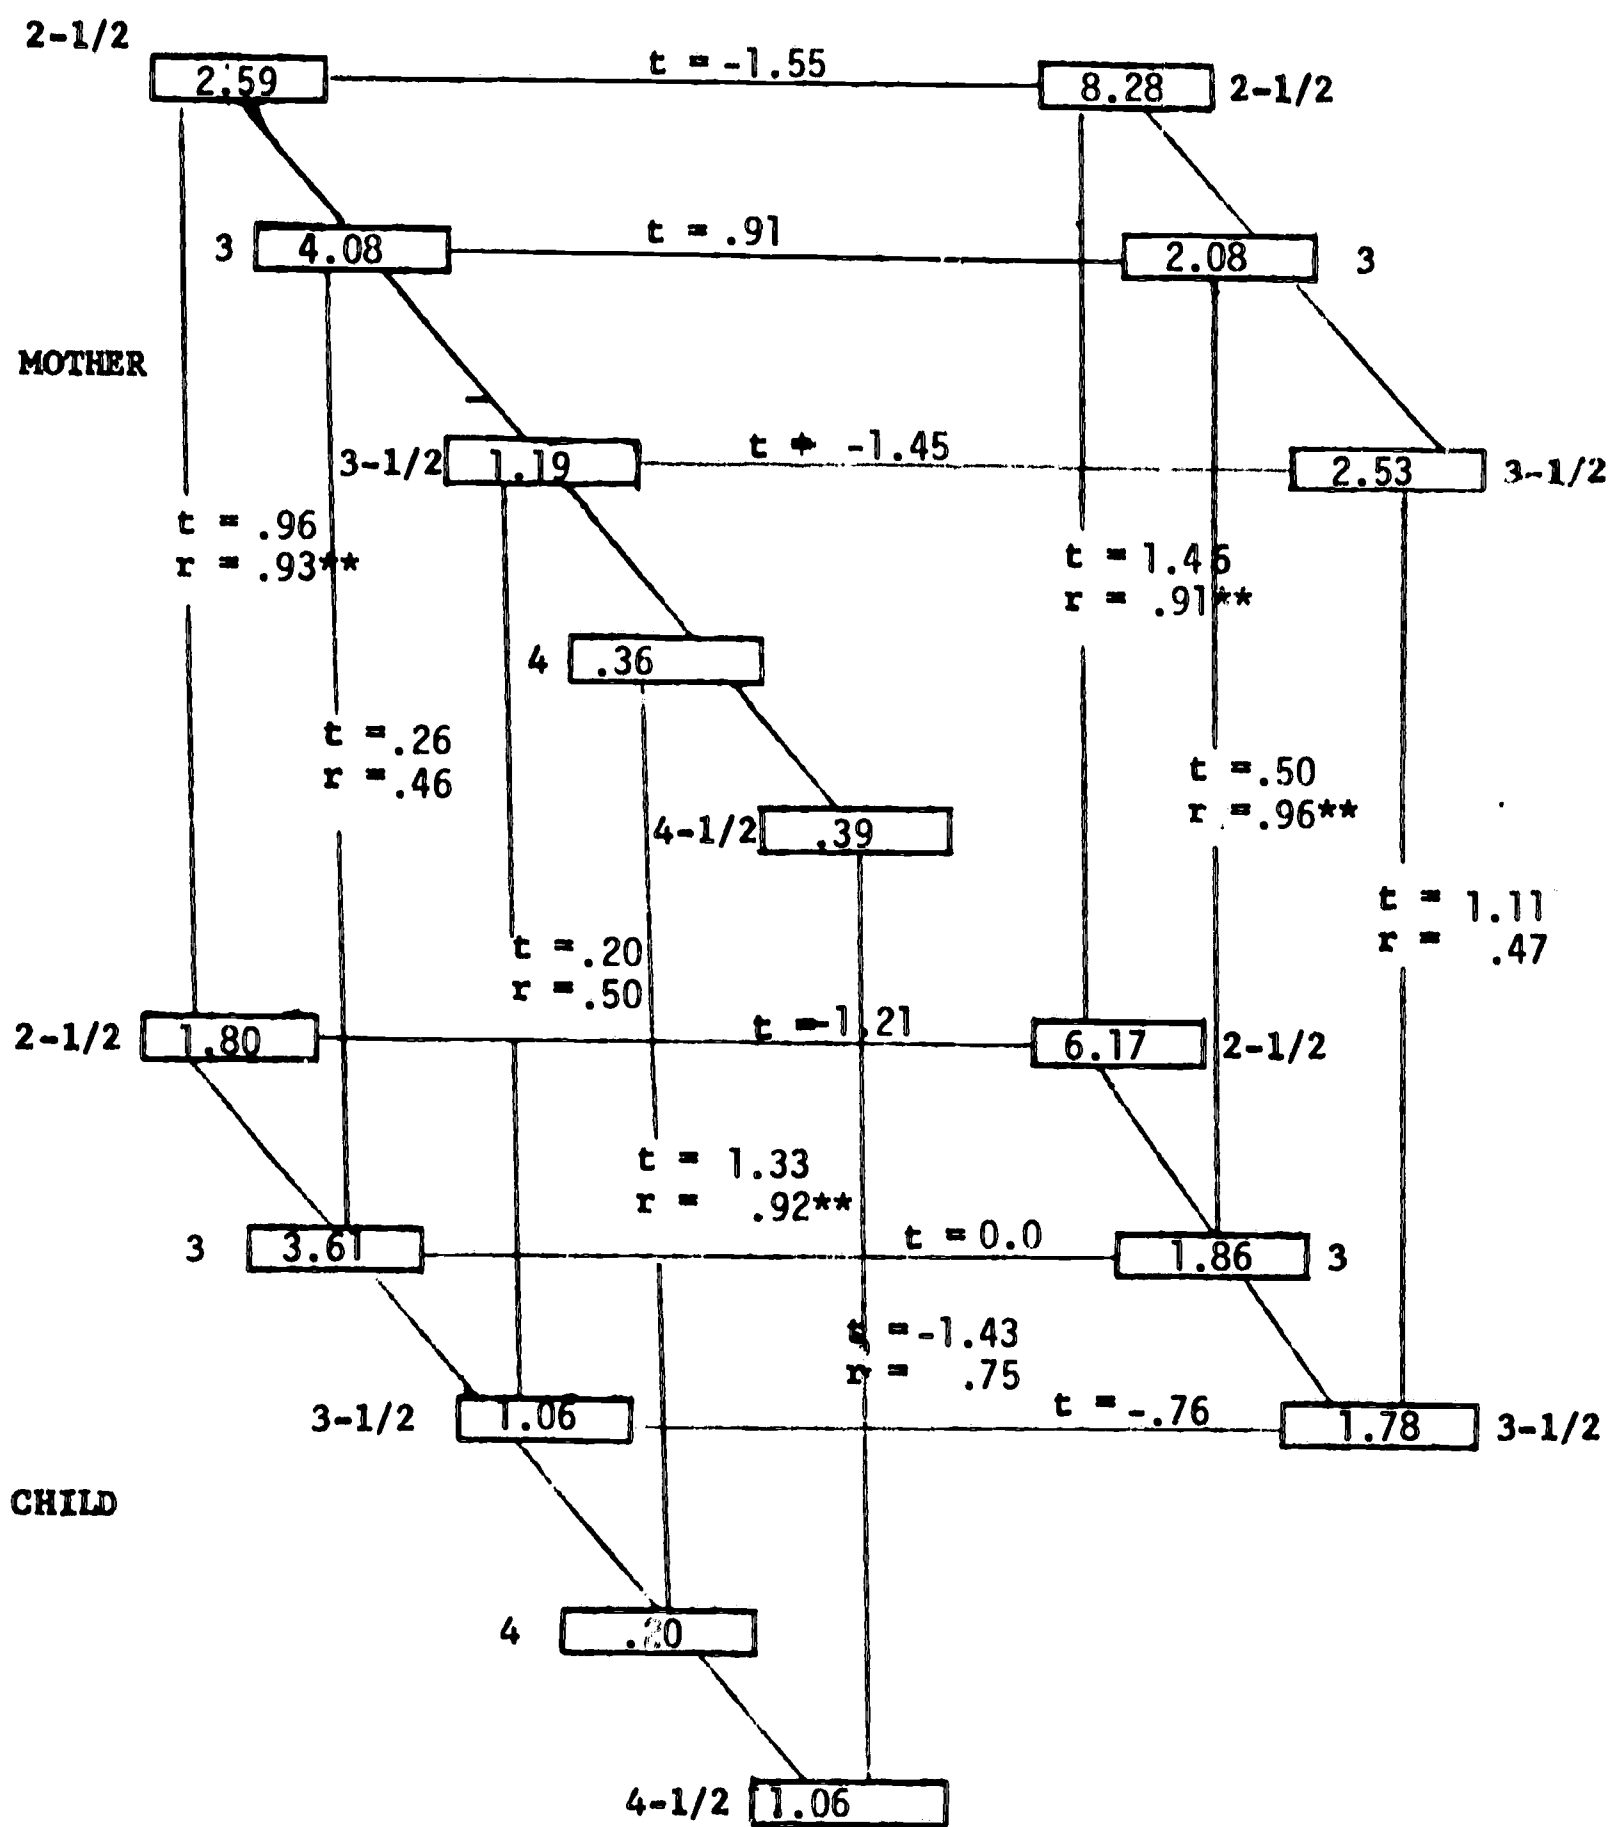 2-1/2
2.59
t = -1.55
8.28 2-1/2
3 4.08
t = .91
2.08 3
MOTHER
3-1/2 1.19
t = -1.45
2.53 3-1/2
t = .96
r = .93**
t = 1.46
r = .91**
4 .36
t = .26
r = .46
t = .50
r = .96**
4-1/2 .39
t = 1.11
r = .47
t = .20
r = .50
2-1/2 1.80
t = -1.21
6.17 2-1/2
t = 1.33
r = .92**
3 3.61
t = 0.0
1.86 3
t = -1.43
r = .75
3-1/2 1.06
t = -.76
1.78 3-1/2
CHILD
4 .20
4-1/2 1.06